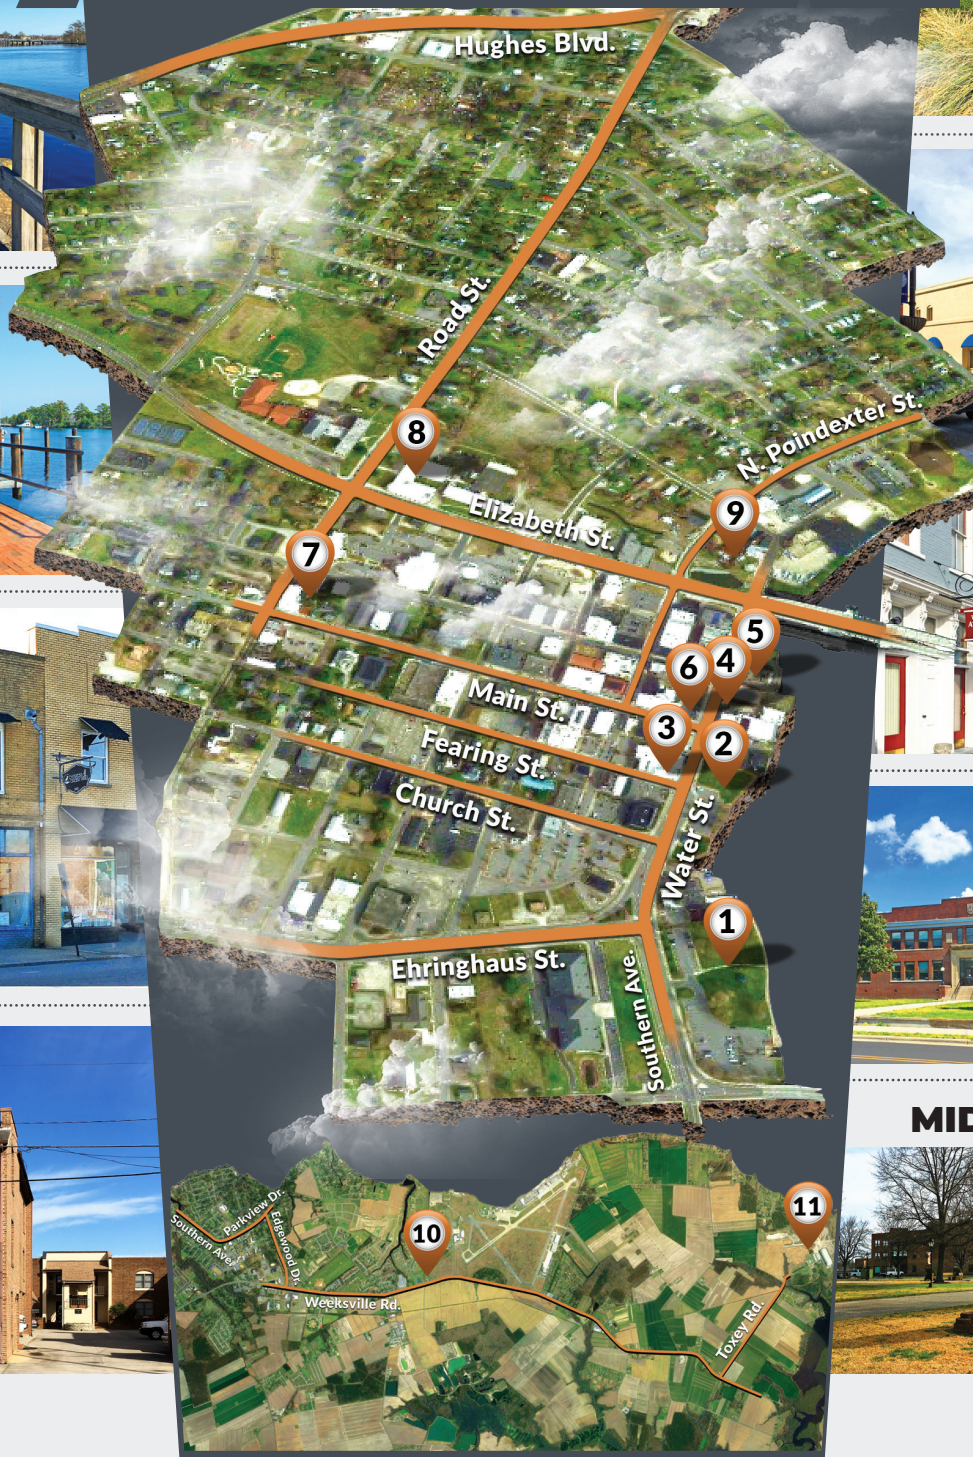 Hughes Blvd.
Road St.
N. Poindexter St.
8
9
Elizabeth St.
7
5
4
6
Main St.
3
2
Fearing St.
Church St.
Water St.
1
Ehringhaus St.
Southern Ave.
MID
11
Parkview Dr.
Southern Ave.
Edgewood Dr.
10
Weeksville Rd.
Toxey Rd.